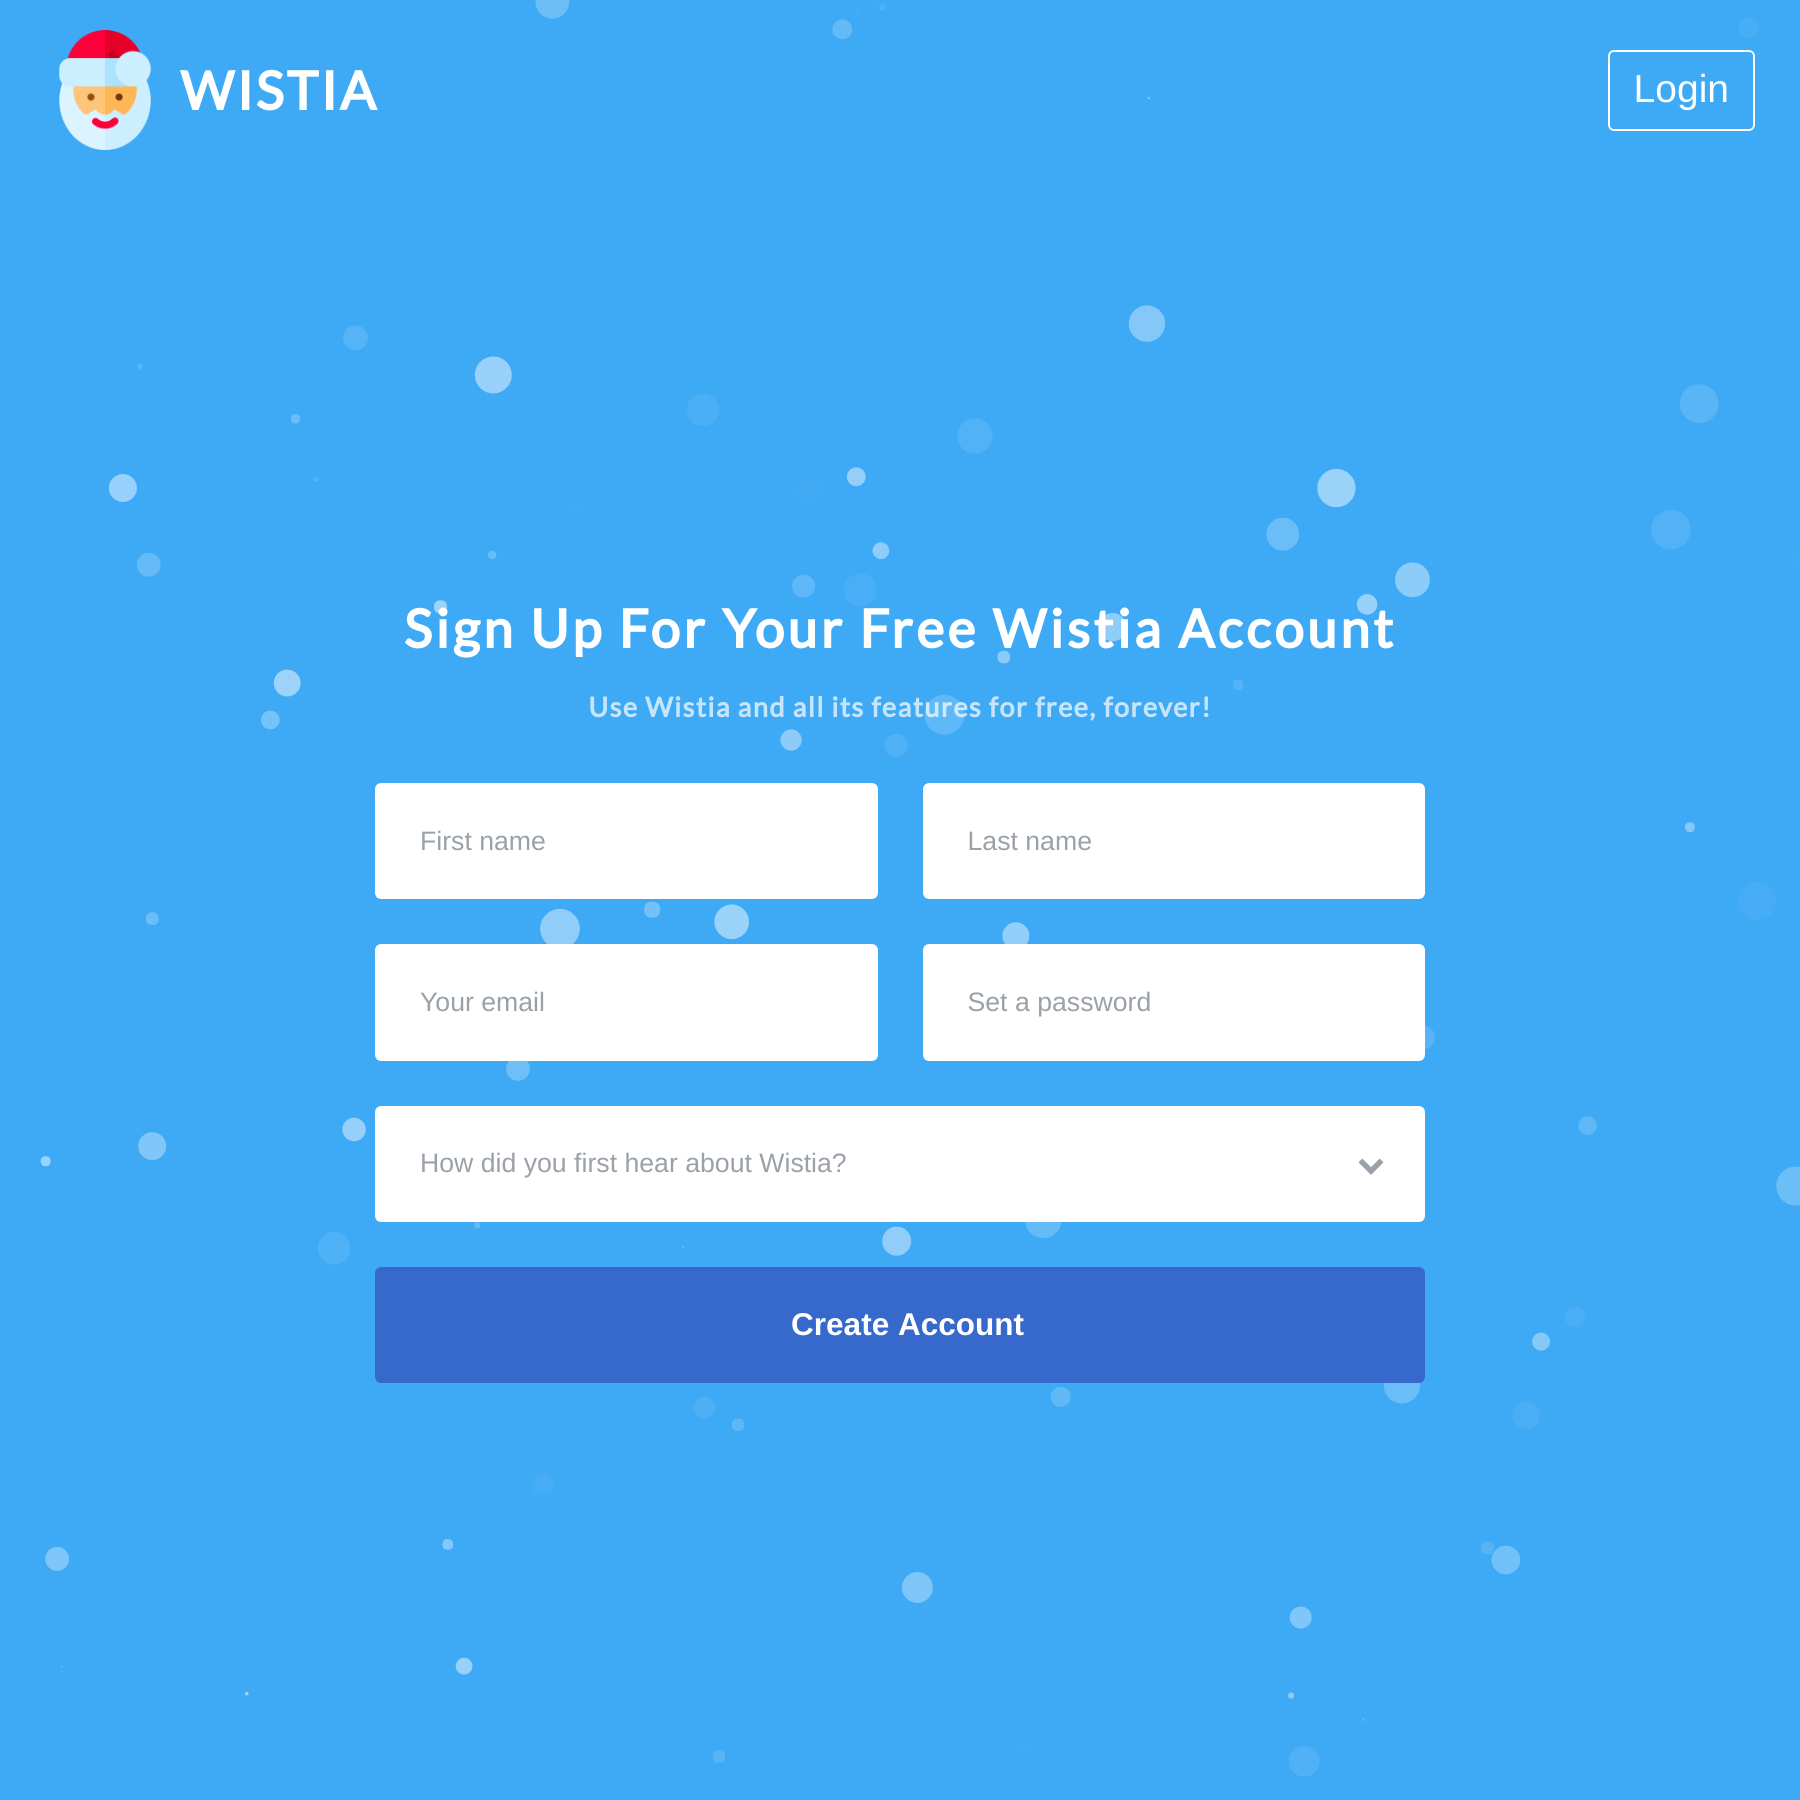 WISTIA
Login
Sign Up For Your Free Wistia Account
Use Wistia and all its features for free, forever!
First name
Last name
Your email
Set a password
How did you first hear about Wistia?
Create Account